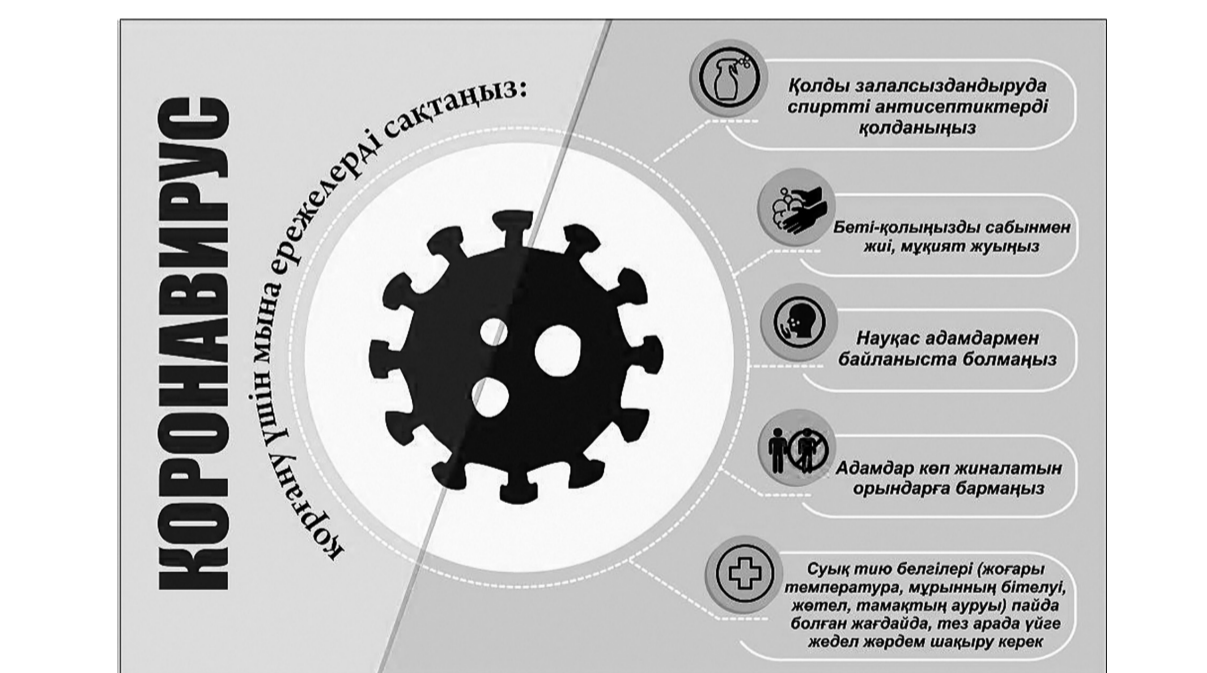 КОРОНАВИРУС
қорғану үшін мына ережелерді сақтаңыз:
Қолды залалсыздандыруда
спиртті антисептиктерді
қолданыңыз
Беті-қолыңызды сабынмен
жиі, мұқият жуыңыз
Науқас адамдармен
байланыста болмаңыз
Адамдар көп жиналатын
орындарға бармаңыз
Суық тию белгілері (жоғары
температура, мұрынның бітелуі,
жөтел, тамақтың ауруы) пайда
болған жағдайда, тез арада үйге
жедел жәрдем шақыру керек